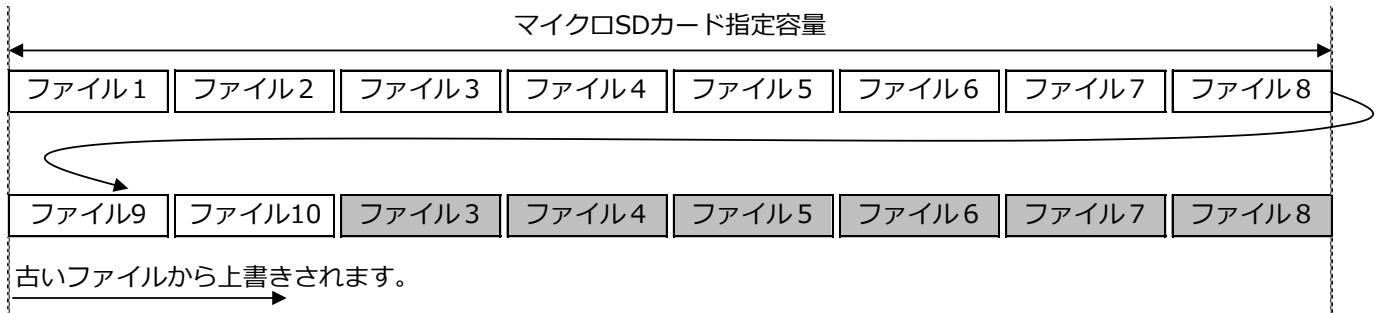 マイクロSDカード指定容量
ファイル1 ファイル2 ファイル3 ファイル4 ファイル5 ファイル6 ファイル7 ファイル8
ファイル9 ファイル10 ファイル3 ファイル4 ファイル5 ファイル6 ファイル7 ファイル8
古いファイルから上書きされます。